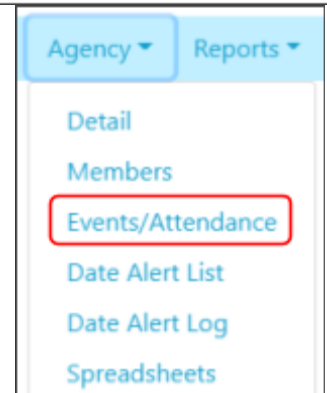 Agency Reports
Detail
Members
Events/Attendance
Date Alert List
Date Alert Log
Spreadsheets